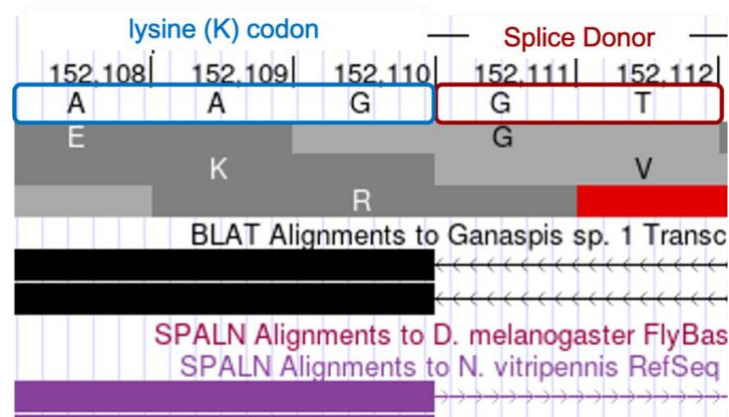 lysine (K) codon
Splice Donor
152,108| 152,109| 152,110| 152,111| 152,112|
A A G G T
E G
K V
R
BLAT Alignments to Ganaspis sp. 1 Transc
SPALN Alignments to D. melanogaster FlyBas
SPALN Alignments to N. vitripennis RefSeq